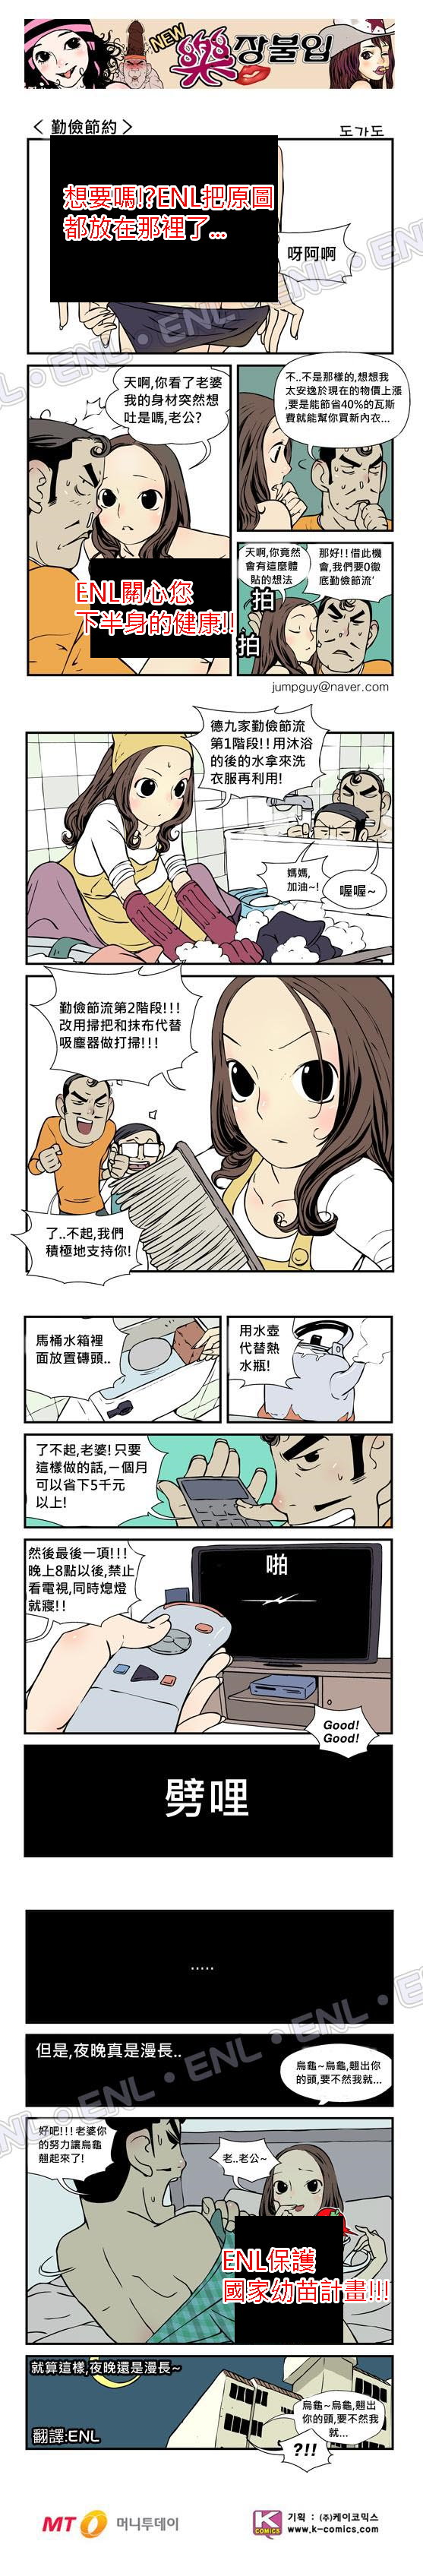 NEW 樂장불입
< 勤儉節約 >
도가도
想要嗎!?ENL把原圖
都放在那裡了...
呀阿啊
ENL • ENL • ENL • ENL
天啊,你看了老婆
我的身材突然想
吐是嗎,老公?
不..不是那樣的,想想我
太安逸於現在的物價上漲
,要是能節省40%的瓦斯
費就能幫你買新內衣...
ENL關心您
下半身的健康!!
天啊,你竟然
會有這麼體
貼的想法
那好!!借此機
會,我們要0徹
底勤儉節流'
拍
拍
jumpguy@naver.com
德九家勤儉節流
第1階段!!用沐浴
的後的水拿來洗
衣服再利用!
媽媽,
加油~!
喔喔~
勤儉節流第2階段!!!
改用掃把和抹布代替
吸塵器做打掃!!!
了..不起,我們
積極地支持你!
馬桶水箱裡
面放置磚頭..
用水壺
代替熱
水瓶!
了不起,老婆!只要
這樣做的話,一個月
可以省下5千元
以上!
然後最後一項!!!
晚上8點以後,禁止
看電視,同時熄燈
就寢!!
啪
Good!
Good!
劈哩
.....
但是,夜晚真是漫長..
烏龜~烏龜,翹出你
的頭,要不然我就...
ENL • ENL • ENL • ENL
好吧!!!老婆你
的努力讓烏龜
翹起來了!
老..老公~
ENL保護
國家幼苗計畫!!!
就算這樣,夜晚還是漫長~
烏龜~烏龜,翹出
你的頭,要不然我
就...
翻譯:ENL
?!!
MT 머니투데이
K COMICS
기획 : (주)케이코믹스
www.k-comics.com